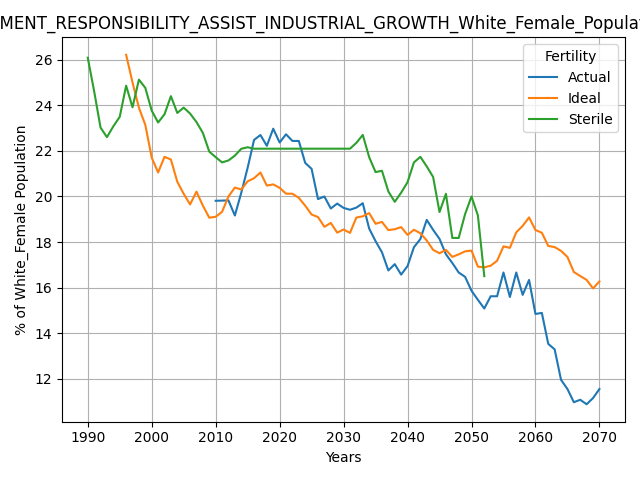 MENT_RESPONSIBILITY_ASSIST_INDUSTRIAL_GROWTH_White_Female_Popula
Fertility
Actual
Ideal
Sterile
% of White_Female Population
26
24
22
20
18
16
14
12
1990 2000 2010 2020 2030 2040 2050 2060 2070
Years